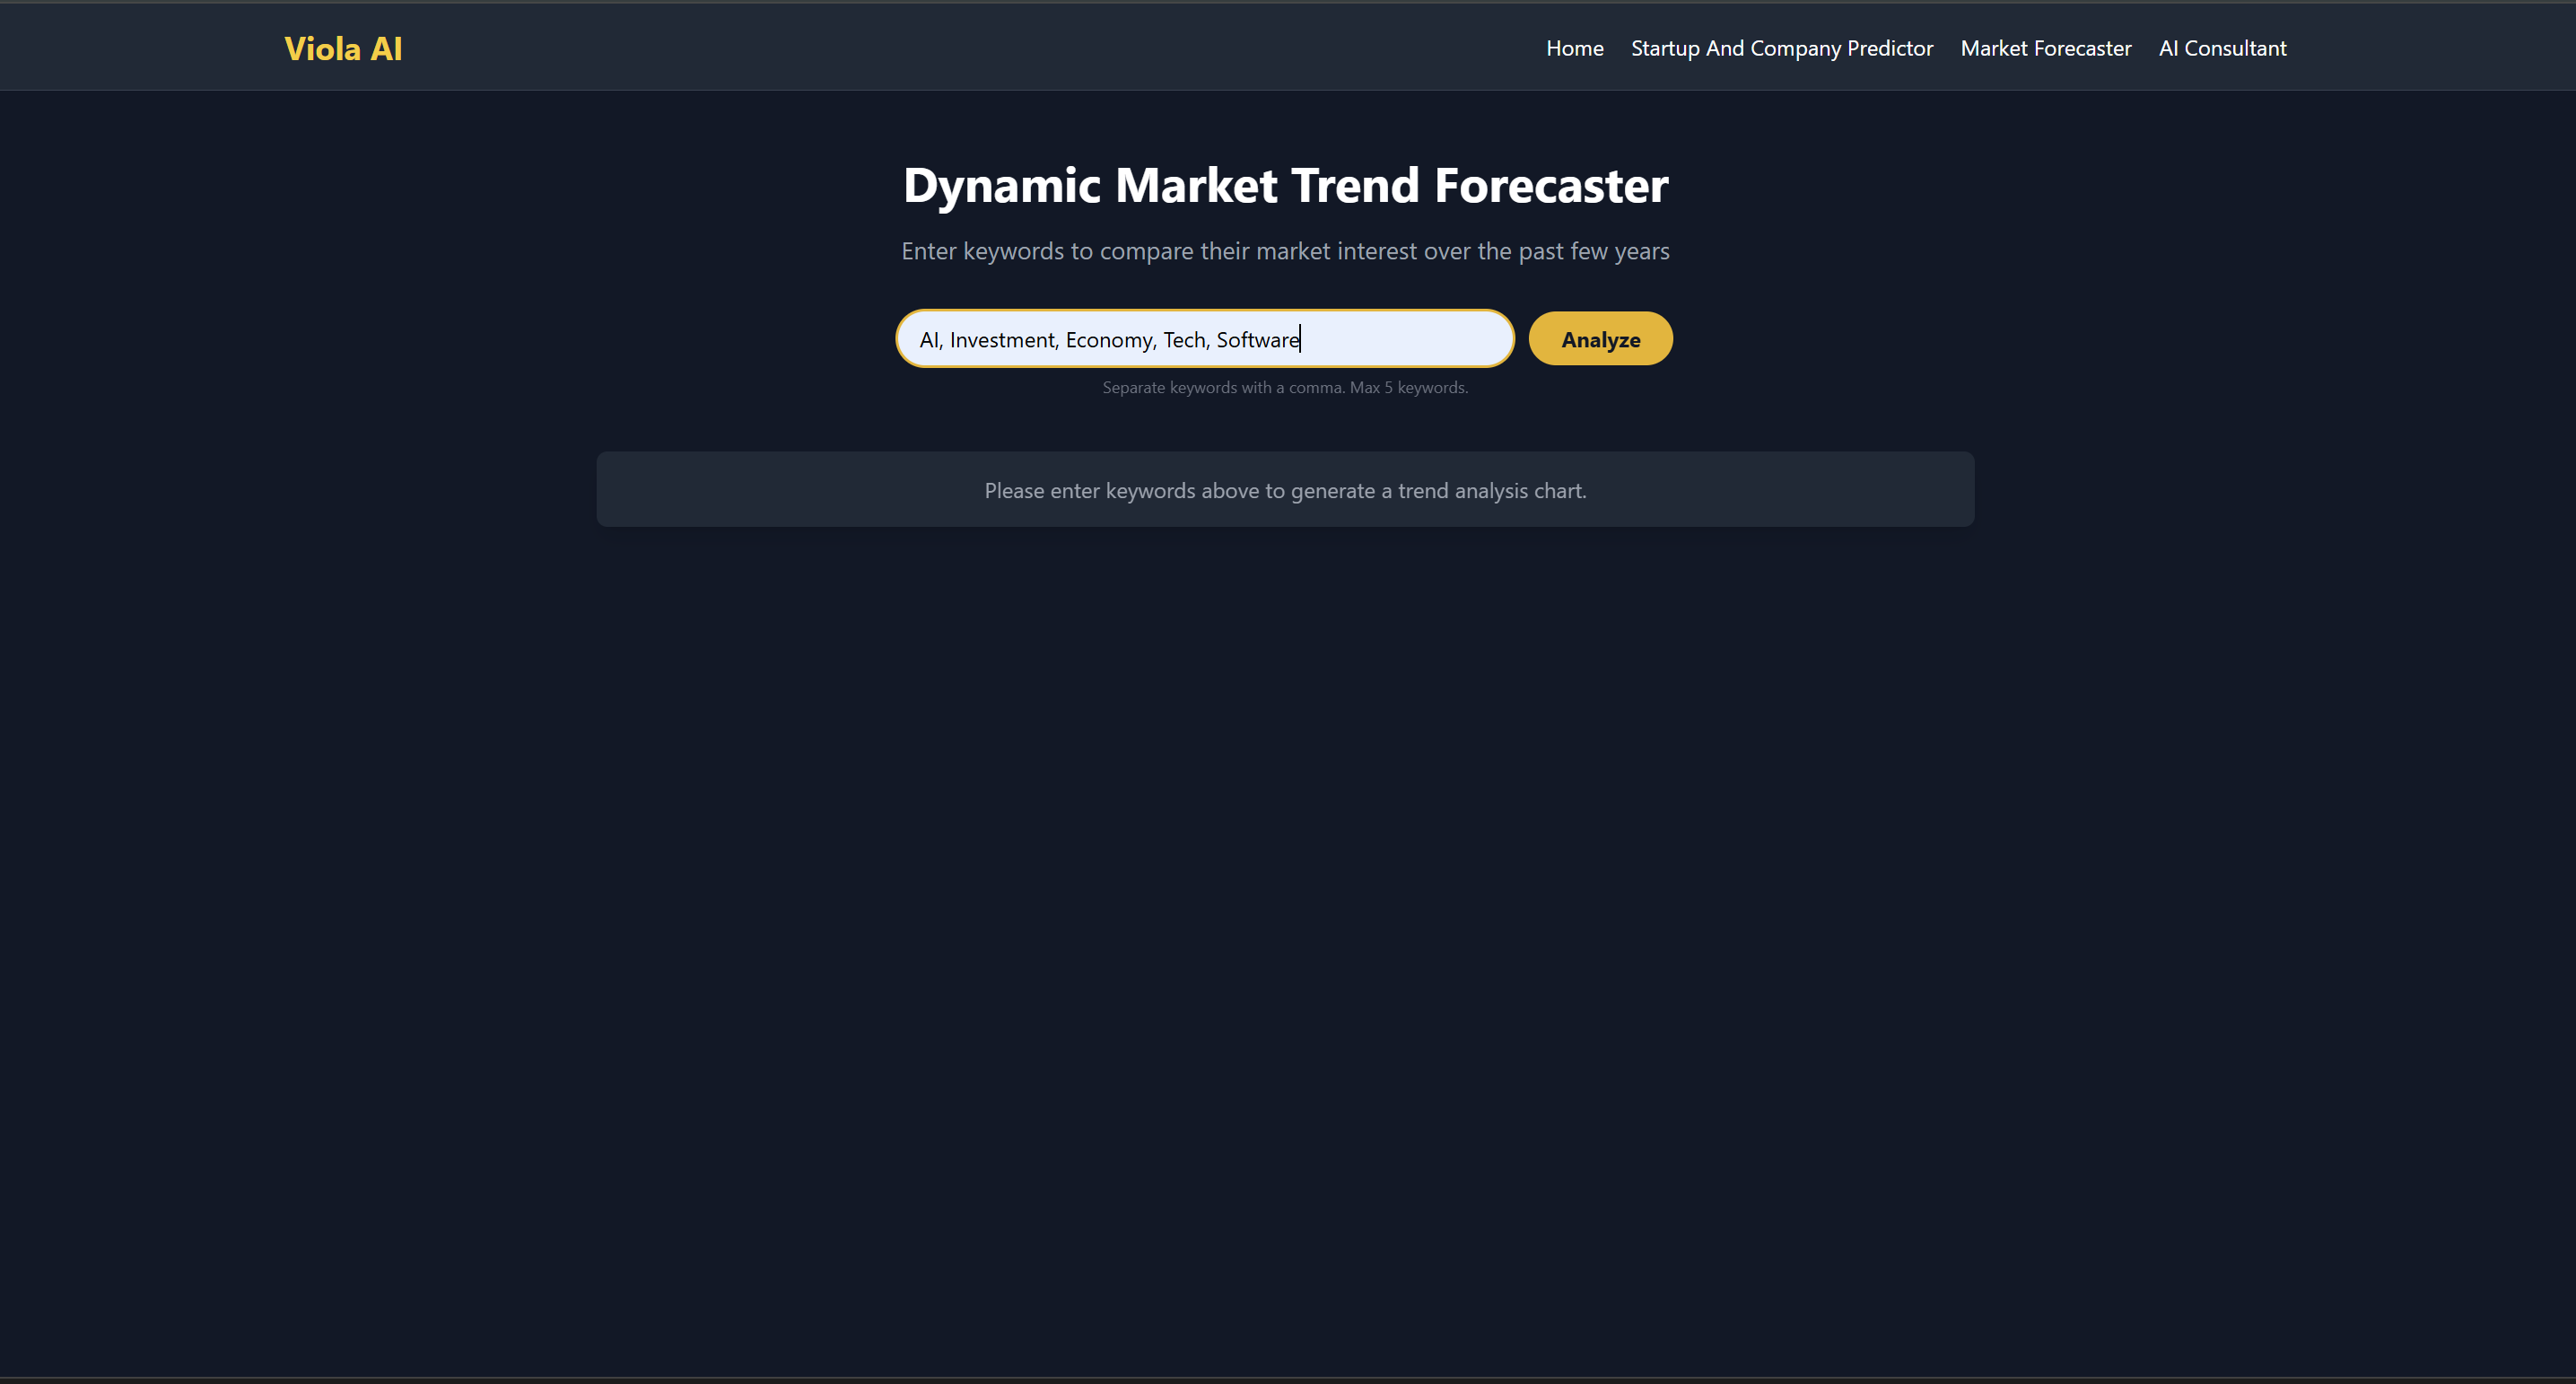 Viola AI
Home Startup And Company Predictor Market Forecaster AI Consultant
Dynamic Market Trend Forecaster
Enter keywords to compare their market interest over the past few years
AI, Investment, Economy, Tech, Software
Analyze
Separate keywords with a comma. Max 5 keywords.
Please enter keywords above to generate a trend analysis chart.